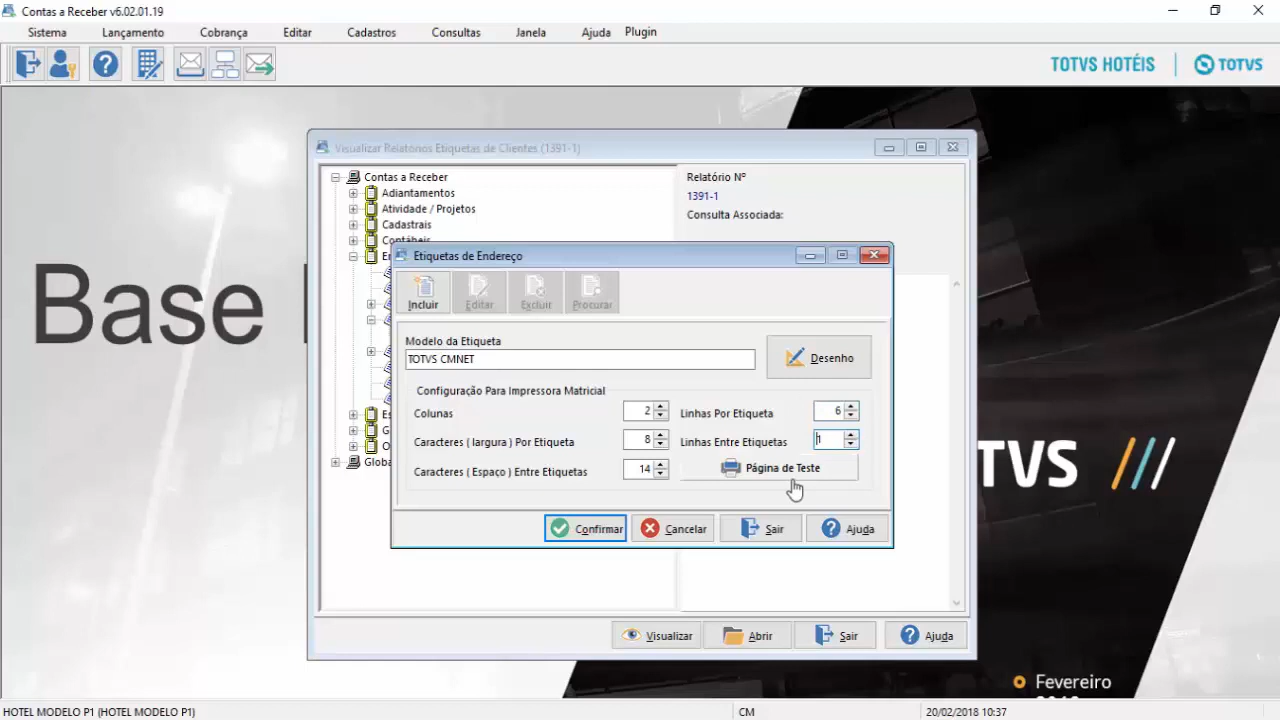 Contas a Receber v6.02.01.19
Sistema Lançamento Cobrança Editar Cadastros Consultas Janela Ajuda Plugin
TOTVS HOTÉIS TOTVS
Visualizar Relatórios Etiquetas de Clientes (1391-1)
Contas a Receber
Adiantamentos
Atividade / Projetos
Cadastrais
Contábeis
Relatório Nº
1391-1
Consulta Associada:
Base
Etiquetas de Endereço
Incluir Editar Excluir Procurar
Modelo da Etiqueta
TOTVS CMNET
Desenho
Configuração Para Impressora Matricial
Colunas 2 Linhas Por Etiqueta 6
Caracteres ( largura ) Por Etiqueta 8 Linhas Entre Etiquetas 1
Caracteres ( Espaço ) Entre Etiquetas 14 Página de Teste
Confirmar Cancelar Sair Ajuda
TVS
Visualizar Abrir Sair Ajuda
Fevereiro
HOTEL MODELO P1 (HOTEL MODELO P1) CM 20/02/2018 10:37